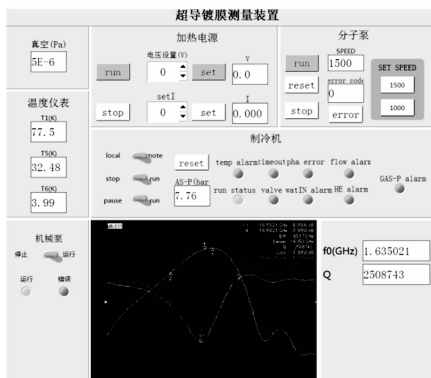 超导镀膜测量装置
真空(Pa)
5E-6
加热电源
电压设置(V)
V
run
0
set
0.0
setI
I
stop
0
set
0.000
分子泵
SPEED
run
1500
reset
error code
0
stop
error
SET SPEED
1500
1000
温度仪表
T1(K)
77.5
T5(K)
32.48
T6(K)
3.99
制冷机
local
mote
reset
temp alarm
timeout
pha error
flow alarm
stop
run
AS-P(bar
7.76
run status
valve
watIN alarm
HE alarm
GAS-P alarm
pause
run
机械泵
停止
运行
运行
错误
f0(GHz)
1.635021
Q
2508743